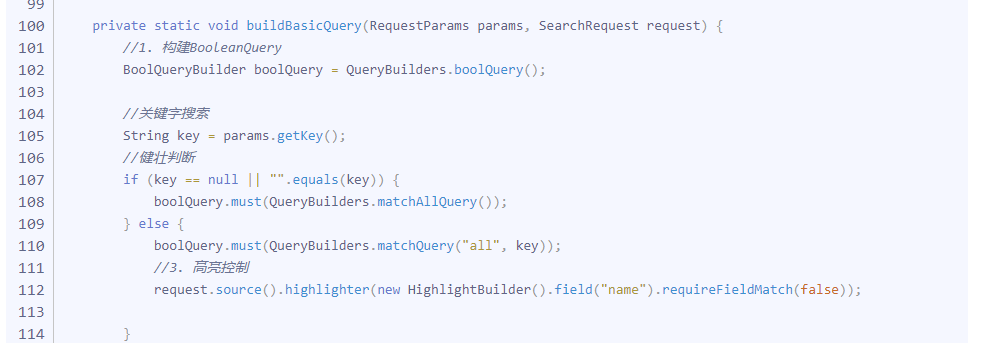 99
100 private static void buildBasicQuery(RequestParams params, SearchRequest request) {
101 //1. 构建BooleanQuery
102 BoolQueryBuilder boolQuery = QueryBuilders.boolQuery();
103
104 //关键字搜索
105 String key = params.getKey();
106 //健壮判断
107 if (key == null || "".equals(key)) {
108 boolQuery.must(QueryBuilders.matchAllQuery());
109 } else {
110 boolQuery.must(QueryBuilders.matchQuery("all", key));
111 //3. 高亮控制
112 request.source().highlighter(new HighlightBuilder().field("name").requireFieldMatch(false));
113
114 }